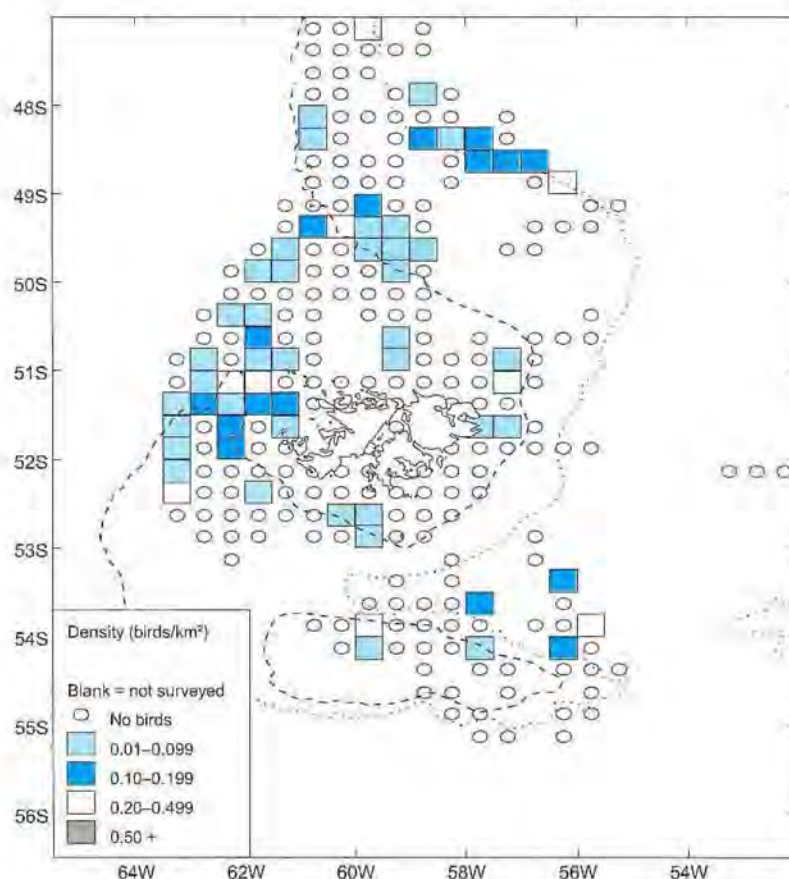 48S
49S
50S
51S
52S
53S
54S
55S
56S
Density (birds/km²)
Blank = not surveyed
No birds
0.01–0.099
0.10–0.199
0.20–0.499
0.50 +
64W 62W 60W 58W 56W 54W